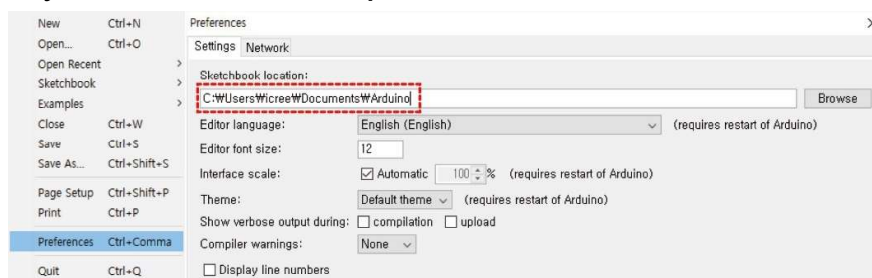 New Ctrl+N
Open... Ctrl+O
Open Recent >
Sketchbook >
Examples >
Close Ctrl+W
Save Ctrl+S
Save As... Ctrl+Shift+S
Page Setup Ctrl+Shift+P
Print Ctrl+P
Preferences Ctrl+Comma
Quit Ctrl+Q
Preferences
Settings Network
Sketchbook location:
C:₩Users₩icree₩Documents₩Arduino
Browse
Editor language: English (English) (requires restart of Arduino)
Editor font size: 12
Interface scale: Automatic 100 % (requires restart of Arduino)
Theme: Default theme (requires restart of Arduino)
Show verbose output during: compilation upload
Compiler warnings: None
Display line numbers